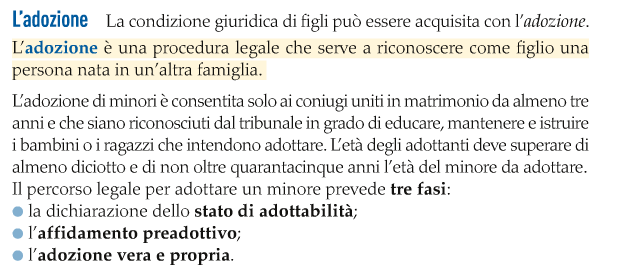 L'adozione La condizione giuridica di figli può essere acquisita con l'adozione.
L'adozione è una procedura legale che serve a riconoscere come figlio una
persona nata in un'altra famiglia.
L'adozione di minori è consentita solo ai coniugi uniti in matrimonio da almeno tre
anni e che siano riconosciuti dal tribunale in grado di educare, mantenere e istruire
i bambini o i ragazzi che intendono adottare. L'età degli adottanti deve superare di
almeno diciotto e di non oltre quarantacinque anni l'età del minore da adottare.
Il percorso legale per adottare un minore prevede tre fasi:
● la dichiarazione dello stato di adottabilità;
● l'affidamento preadottivo;
● l'adozione vera e propria.